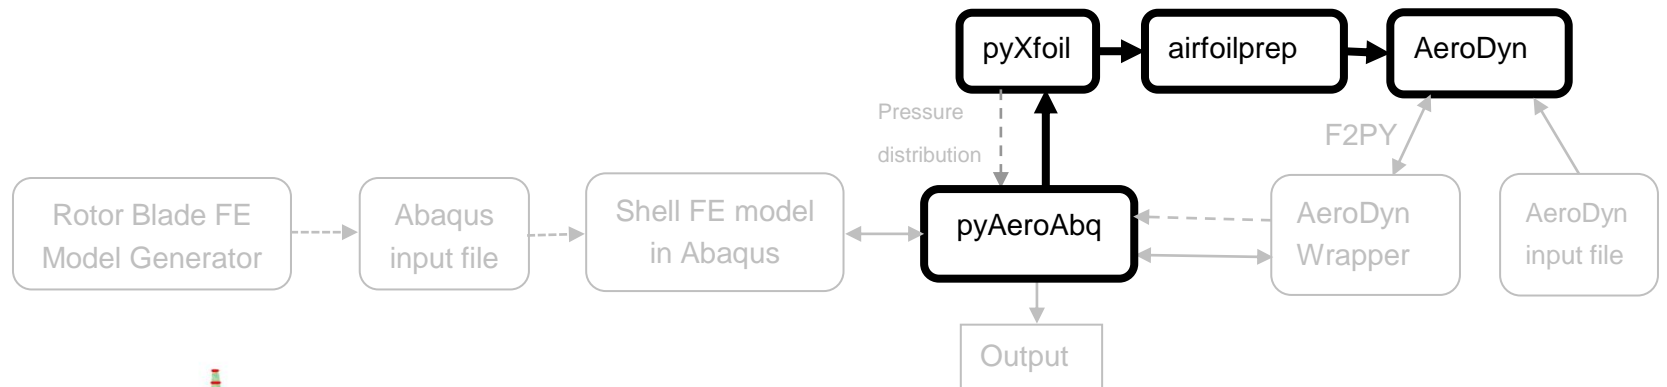 pyXfoil
airfoilprep
AeroDyn
Pressure
distribution
F2PY
Rotor Blade FE
Model Generator
Abaqus
input file
Shell FE model
in Abaqus
pyAeroAbq
AeroDyn
Wrapper
AeroDyn
input file
Output